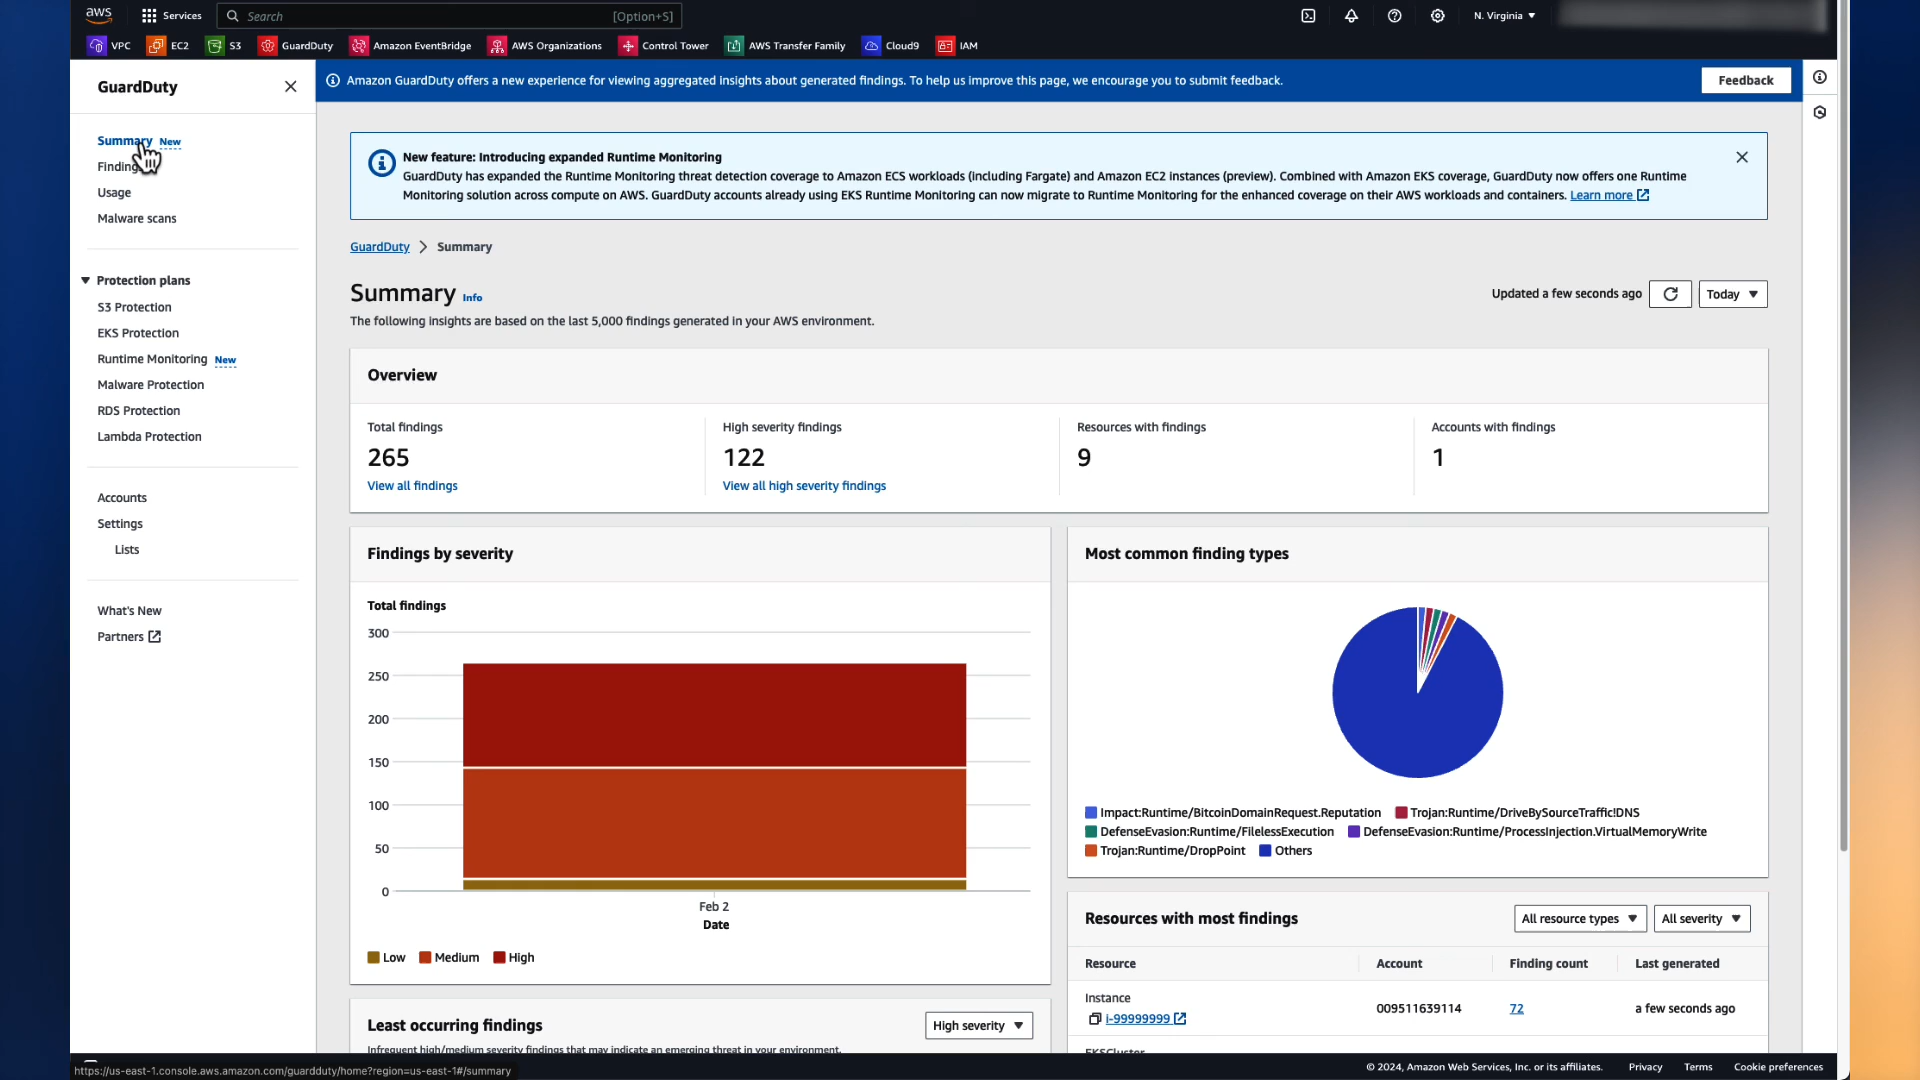 aws
Services
Search
[Option+S]
N. Virginia
VPC
EC2
S3
GuardDuty
Amazon EventBridge
AWS Organizations
Control Tower
AWS Transfer Family
Cloud9
IAM
GuardDuty
Amazon GuardDuty offers a new experience for viewing aggregated insights about generated findings. To help us improve this page, we encourage you to submit feedback.
Feedback
Summary New
Finding
Usage
Malware scans
Protection plans
S3 Protection
EKS Protection
Runtime Monitoring New
Malware Protection
RDS Protection
Lambda Protection
Accounts
Settings
Lists
What's New
Partners
New feature: Introducing expanded Runtime Monitoring
GuardDuty has expanded the Runtime Monitoring threat detection coverage to Amazon ECS workloads (including Fargate) and Amazon EC2 instances (preview). Combined with Amazon EKS coverage, GuardDuty now offers one Runtime
Monitoring solution across compute on AWS. GuardDuty accounts already using EKS Runtime Monitoring can now migrate to Runtime Monitoring for the enhanced coverage on their AWS workloads and containers. Learn more
GuardDuty > Summary
Summary Info
Updated a few seconds ago
Today
The following insights are based on the last 5,000 findings generated in your AWS environment.
Overview
Total findings
265
View all findings
High severity findings
122
View all high severity findings
Resources with findings
9
Accounts with findings
1
Findings by severity
Total findings
300
250
200
150
100
50
0
Feb 2
Date
Low Medium High
Most common finding types
Impact:Runtime/BitcoinDomainRequest.Reputation Trojan:Runtime/DriveBySourceTraffic!DNS
DefenseEvasion:Runtime/FilelessExecution DefenseEvasion:Runtime/ProcessInjection.VirtualMemoryWrite
Trojan:Runtime/DropPoint Others
Least occurring findings
High severity
Infrequent high/medium severity findings that may indicate an emerging threat in your environment.
Resources with most findings
All resource types
All severity
Resource Account Finding count Last generated
Instance
i-99999999
009511639114 72 a few seconds ago
EKSCluster
https://us-east-1.console.aws.amazon.com/guardduty/home?region=us-east-1#/summary
© 2024, Amazon Web Services, Inc. or its affiliates. Privacy Terms Cookie preferences